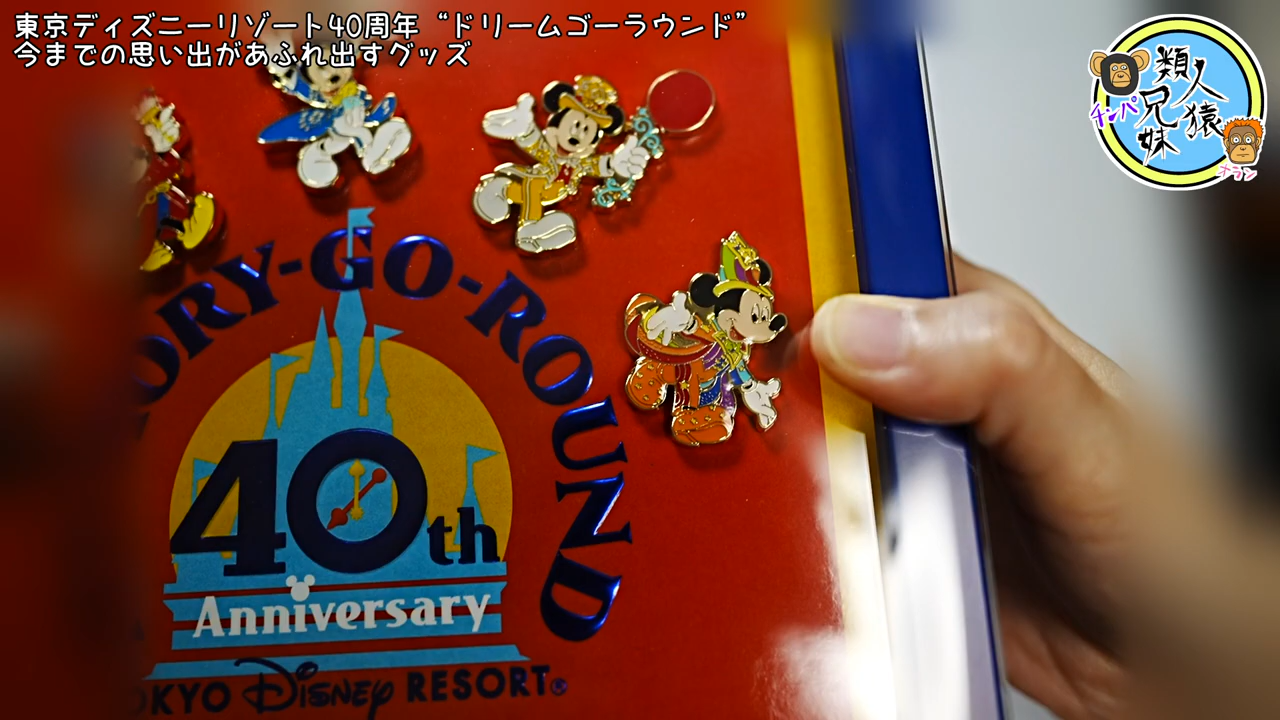 東京ディズニーリゾート40周年 “ドリームゴーラウンド”
今までの思い出があふれ出すグッズ
類人猿
兄妹
チンパ
オラン
ORY-GO-ROUND
40th
Anniversary
OKYO Disney RESORT®